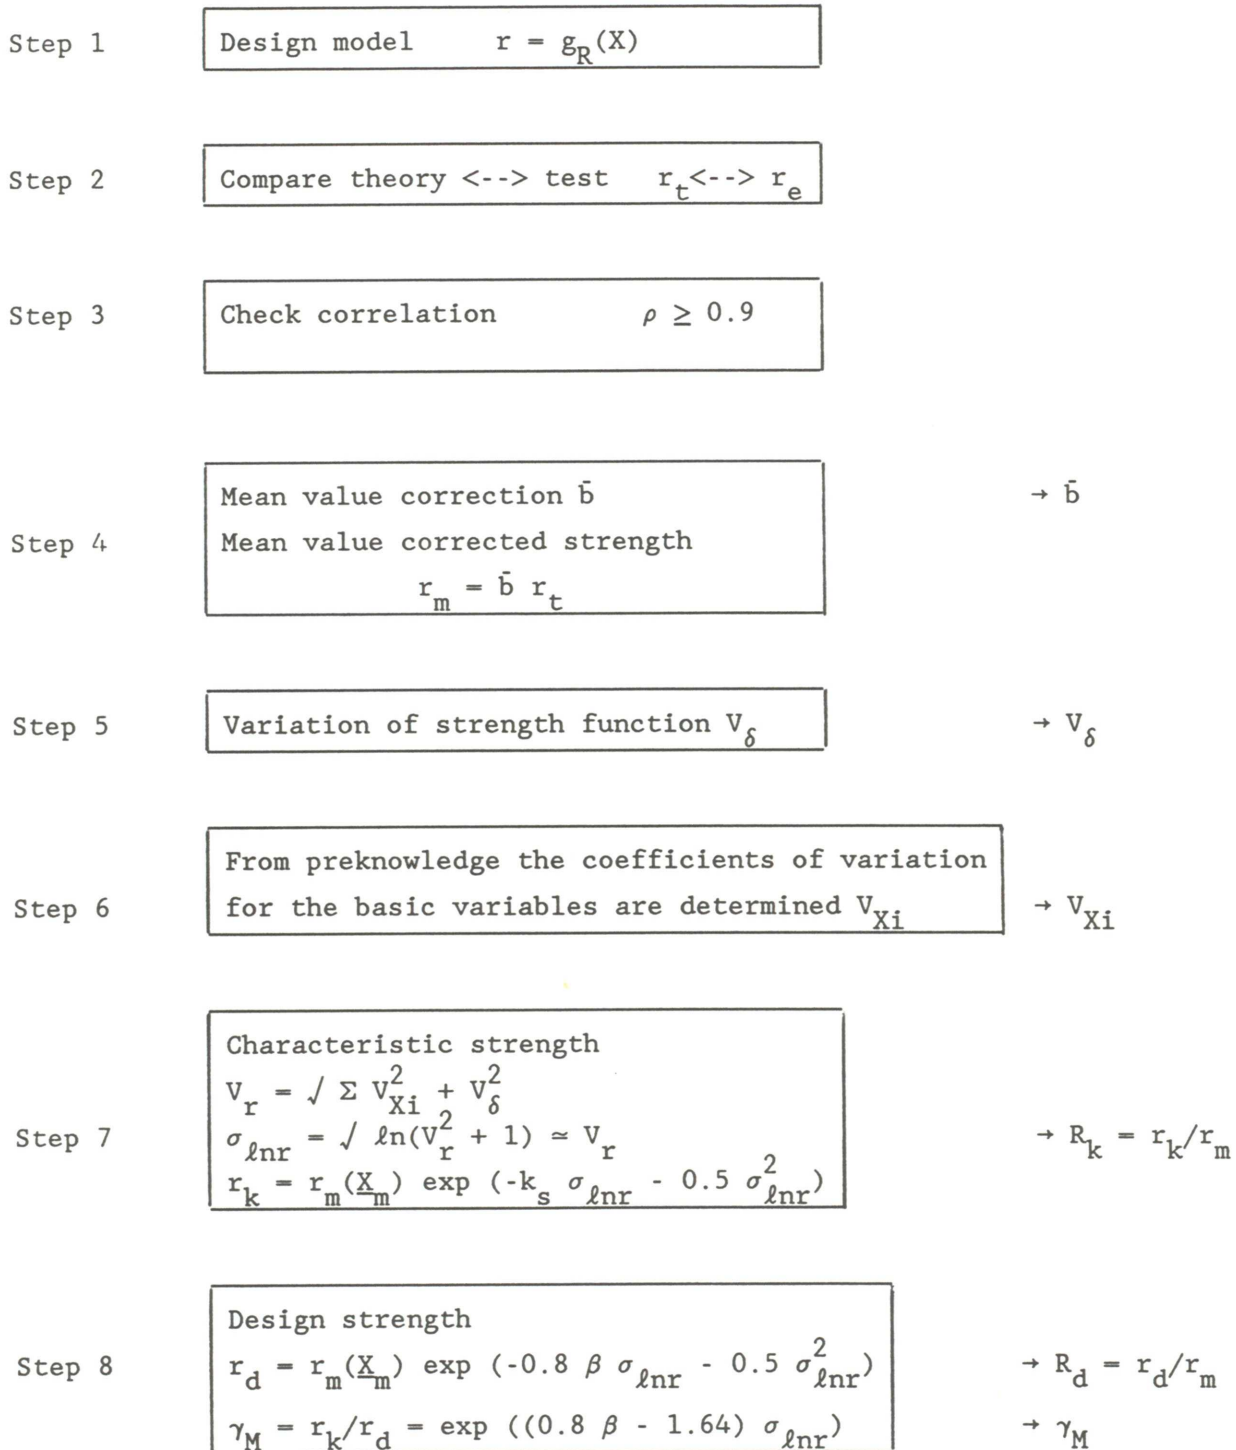 Step 1 Design model r = g_R(X)
Step 2 Compare theory <--> test r_t<--> r_e
Step 3 Check correlation ρ ≥ 0.9
Mean value correction b̄ → b̄
Step 4 Mean value corrected strength
r_m = b̄ r_t
Step 5 Variation of strength function V_δ → V_δ
From preknowledge the coefficients of variation
Step 6 for the basic variables are determined V_Xi → V_Xi
Characteristic strength
V_r = √ Σ V_Xi^2 + V_δ^2
Step 7 σ_ℓnr = √ ℓn(V_r^2 + 1) ≃ V_r → R_k = r_k/r_m
r_k = r_m(X̲_m) exp (-k_s σ_ℓnr - 0.5 σ_ℓnr^2)
Design strength
Step 8 r_d = r_m(X̲_m) exp (-0.8 β σ_ℓnr - 0.5 σ_ℓnr^2) → R_d = r_d/r_m
γ_M = r_k/r_d = exp ((0.8 β - 1.64) σ_ℓnr) → γ_M